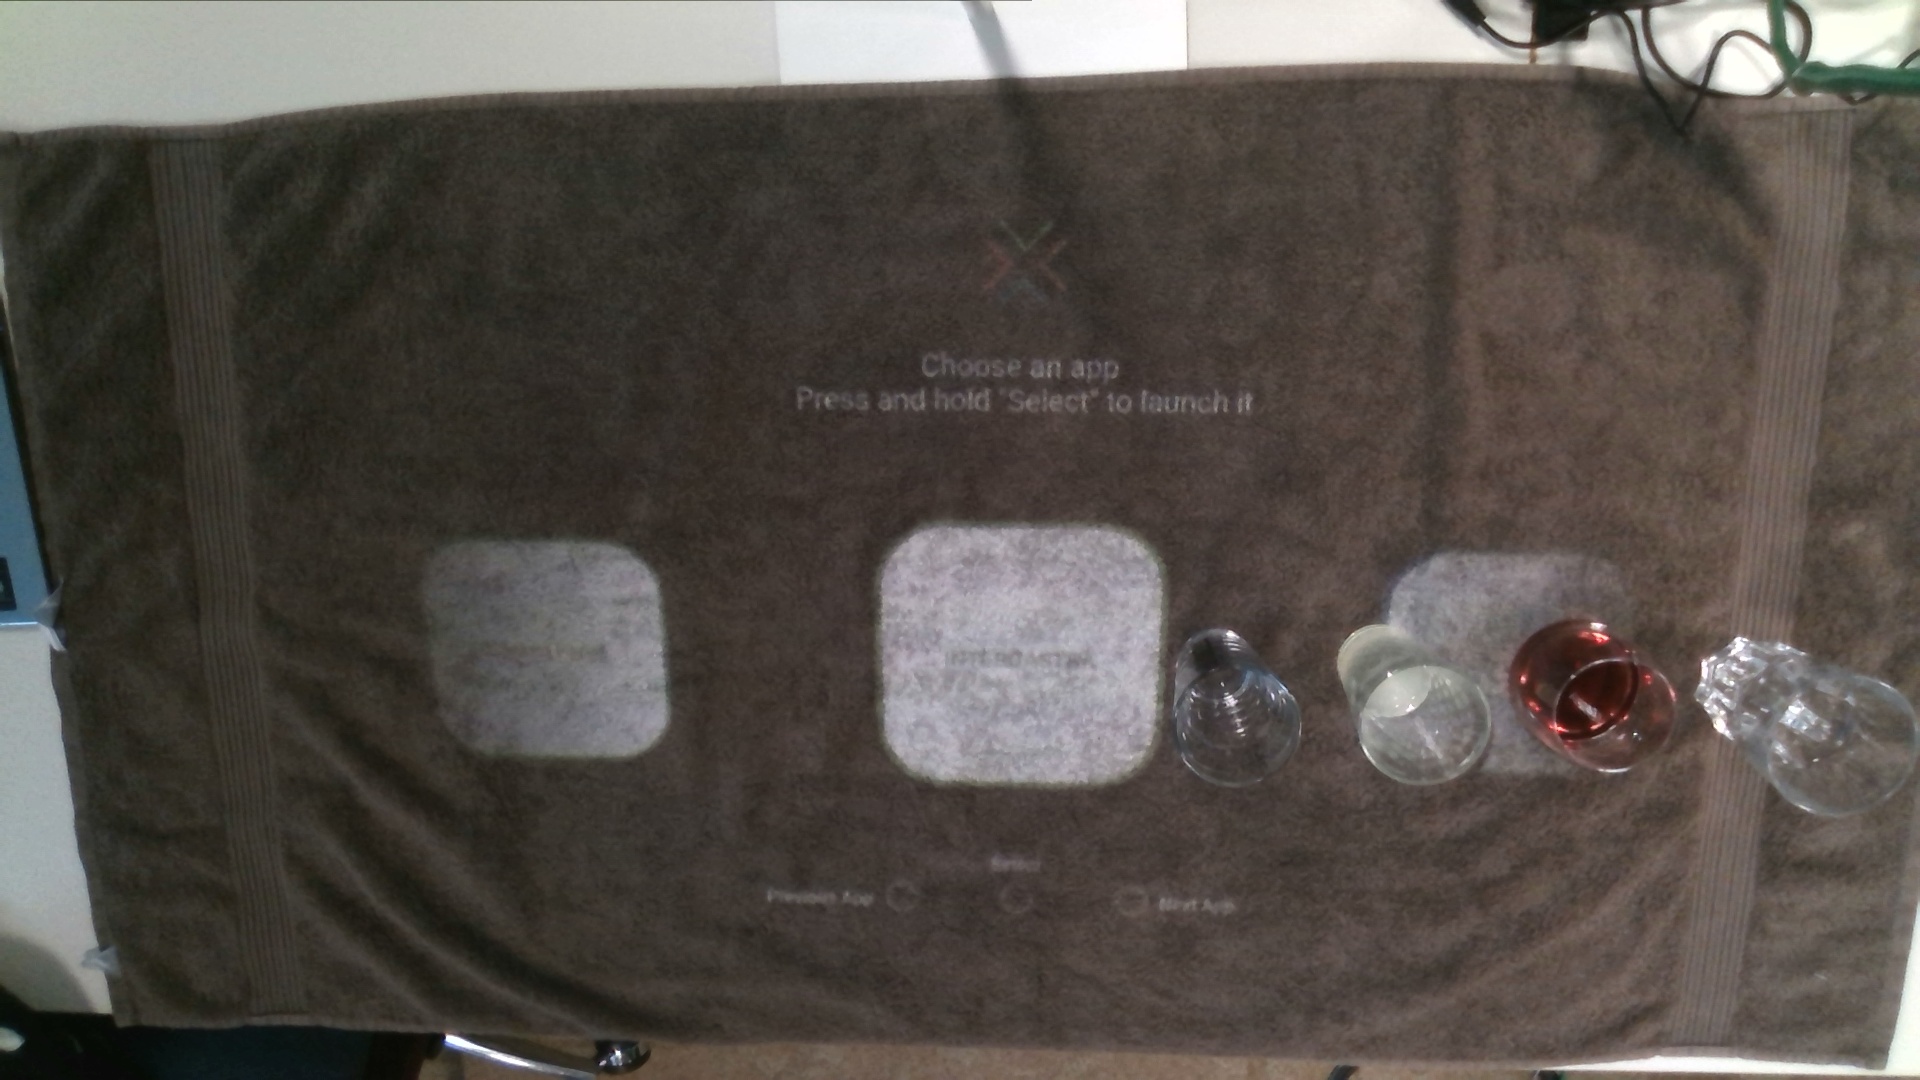 Choose an app
Press and hold "Select" to launch it
Select
Previous App
Next App